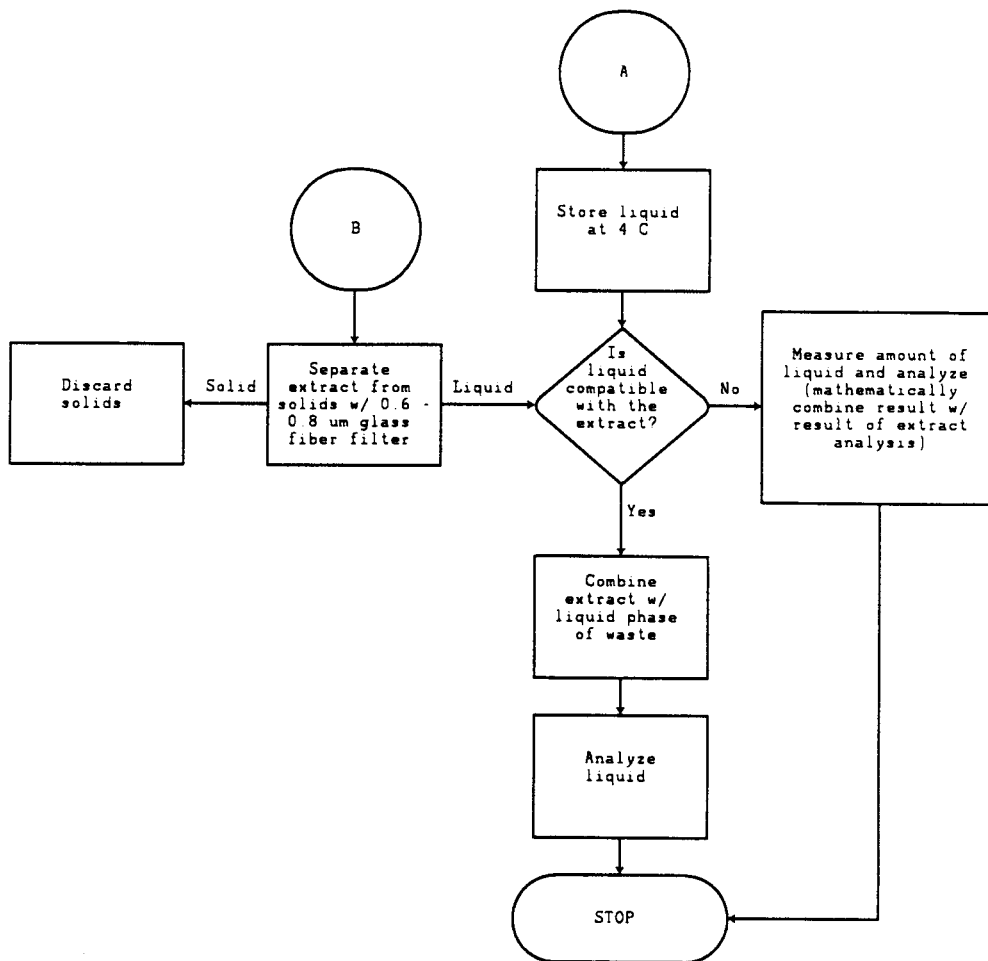 A
Store liquid
at 4 C
B
Separate
extract from
solids w/ 0.6 -
0.8 um glass
fiber filter
Solid
Discard
solids
Liquid
Is
liquid
compatible
with the
extract?
No
Measure amount of
liquid and analyze
(mathematically
combine result w/
result of extract
analysis)
Yes
Combine
extract w/
liquid phase
of waste
Analyze
liquid
STOP